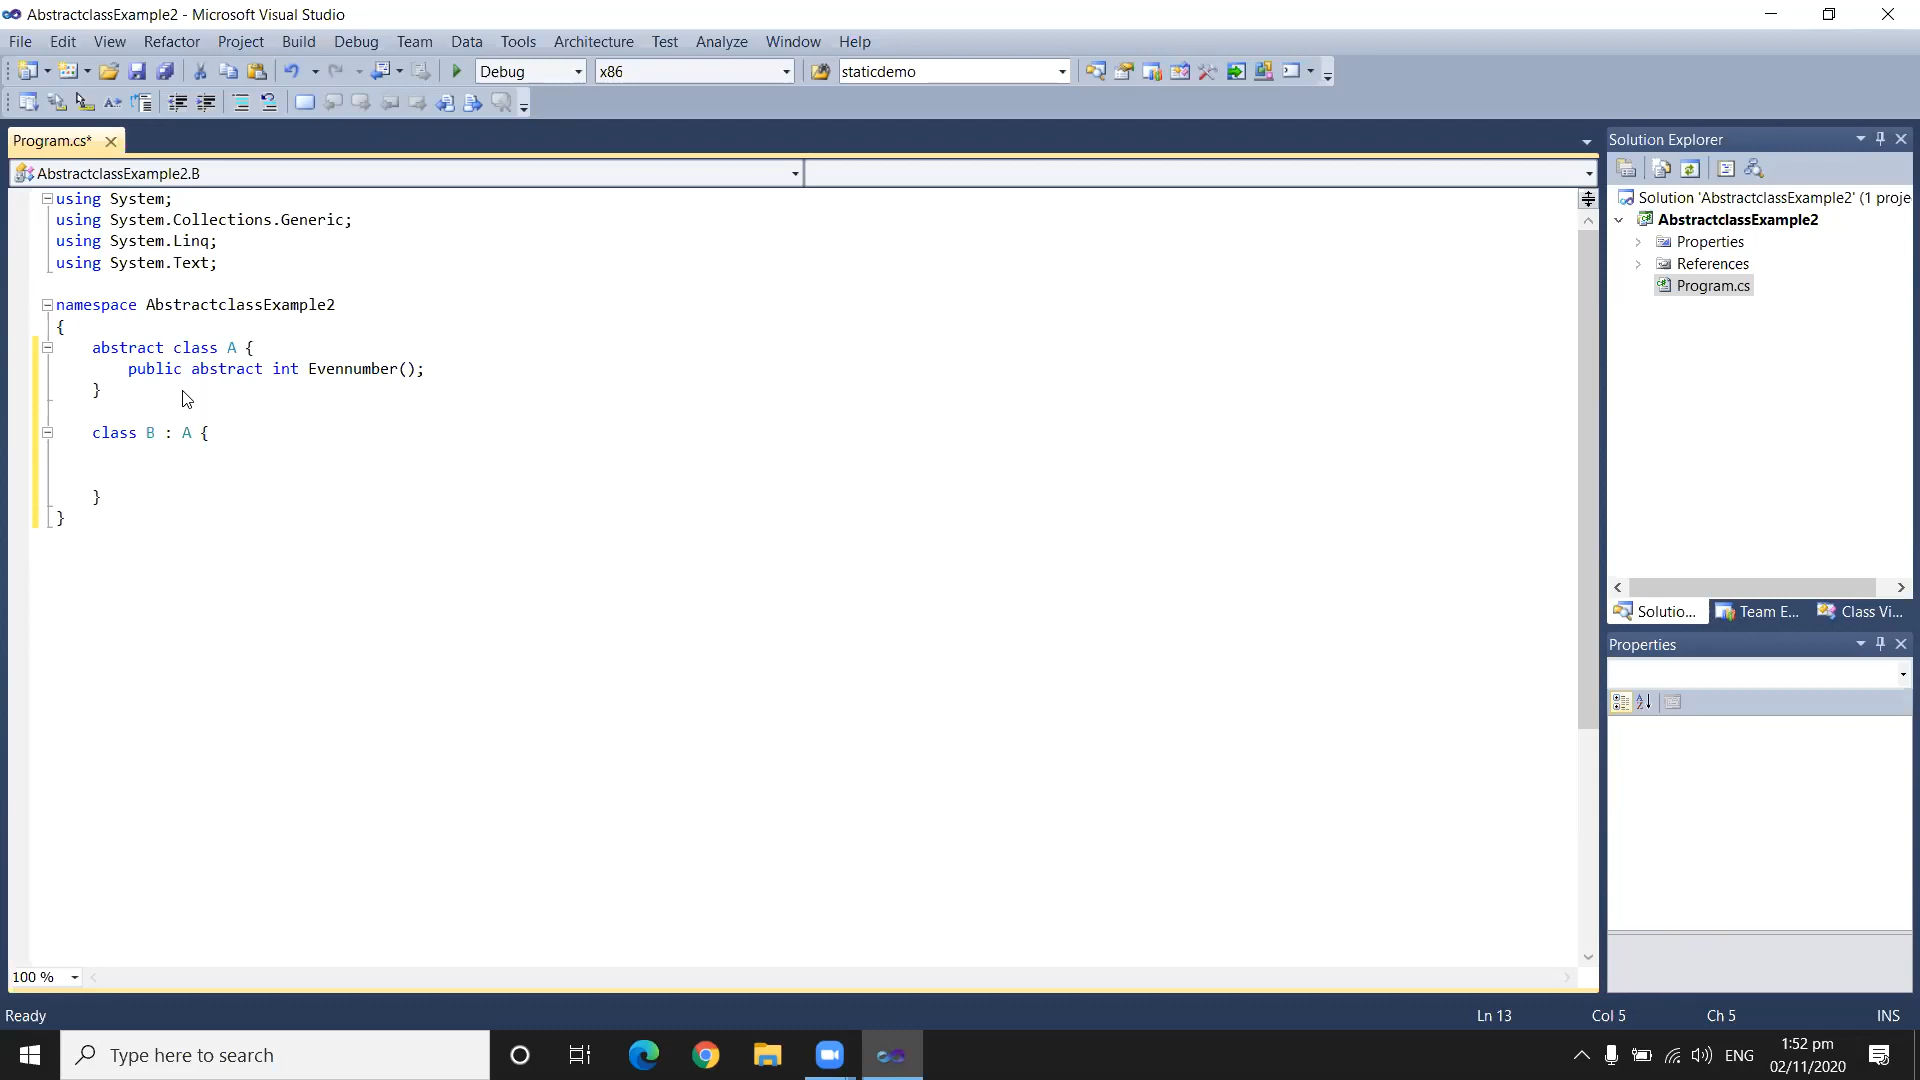 AbstractclassExample2 - Microsoft Visual Studio
File Edit View Refactor Project Build Debug Team Data Tools Architecture Test Analyze Window Help
Debug x86 staticdemo
Program.cs*
AbstractclassExample2.B
using System;
using System.Collections.Generic;
using System.Linq;
using System.Text;
namespace AbstractclassExample2
{
abstract class A {
public abstract int Evennumber();
}
class B : A {
}
}
100 %
Solution Explorer
Solution 'AbstractclassExample2' (1 proje
AbstractclassExample2
Properties
References
Program.cs
Solutio... Team E... Class Vi...
Properties
Ready Ln 13 Col 5 Ch 5 INS
Type here to search
ENG
1:52 pm
02/11/2020